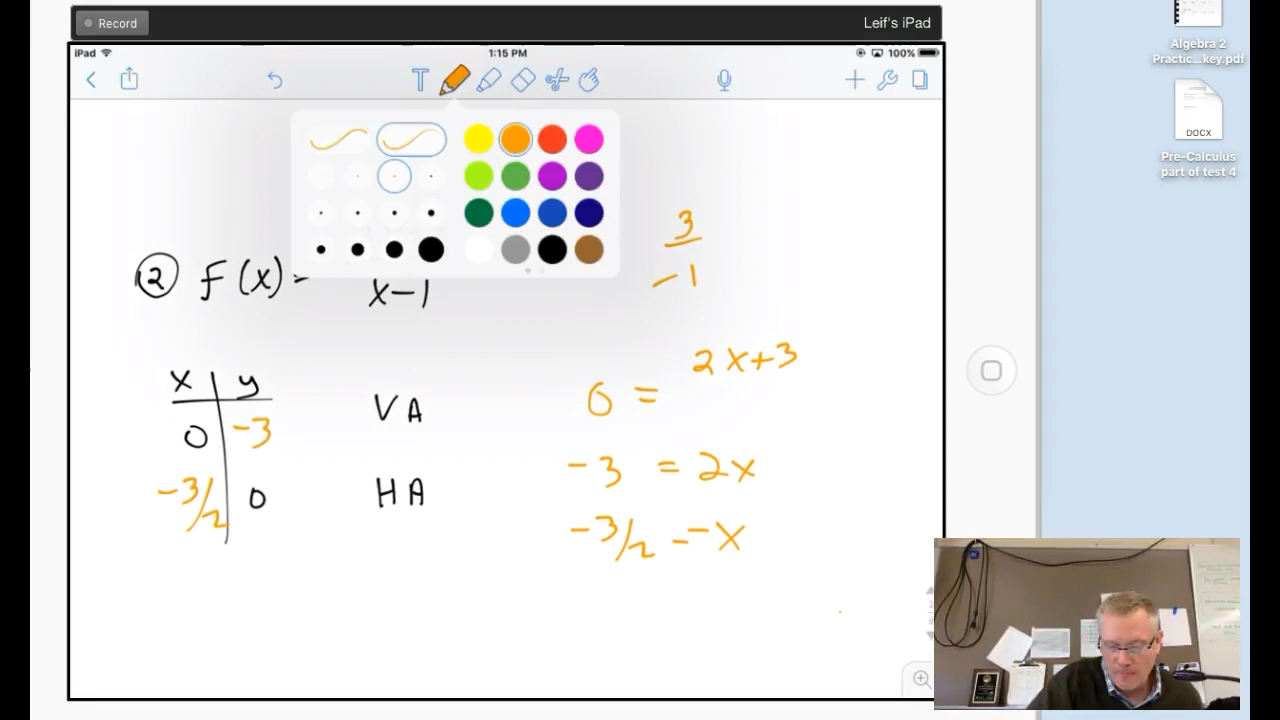 Record
Leif's iPad
iPad
1:15 PM
100%
T
Algebra 2
Practic...key.pdf
DOCX
Pre-Calculus
part of test 4
3
-1
② f(x) =
x-1
2x+3
0 =
x y
0 -3
-3/2 0
VA
HA
-3 = 2x
-3/2 = -x